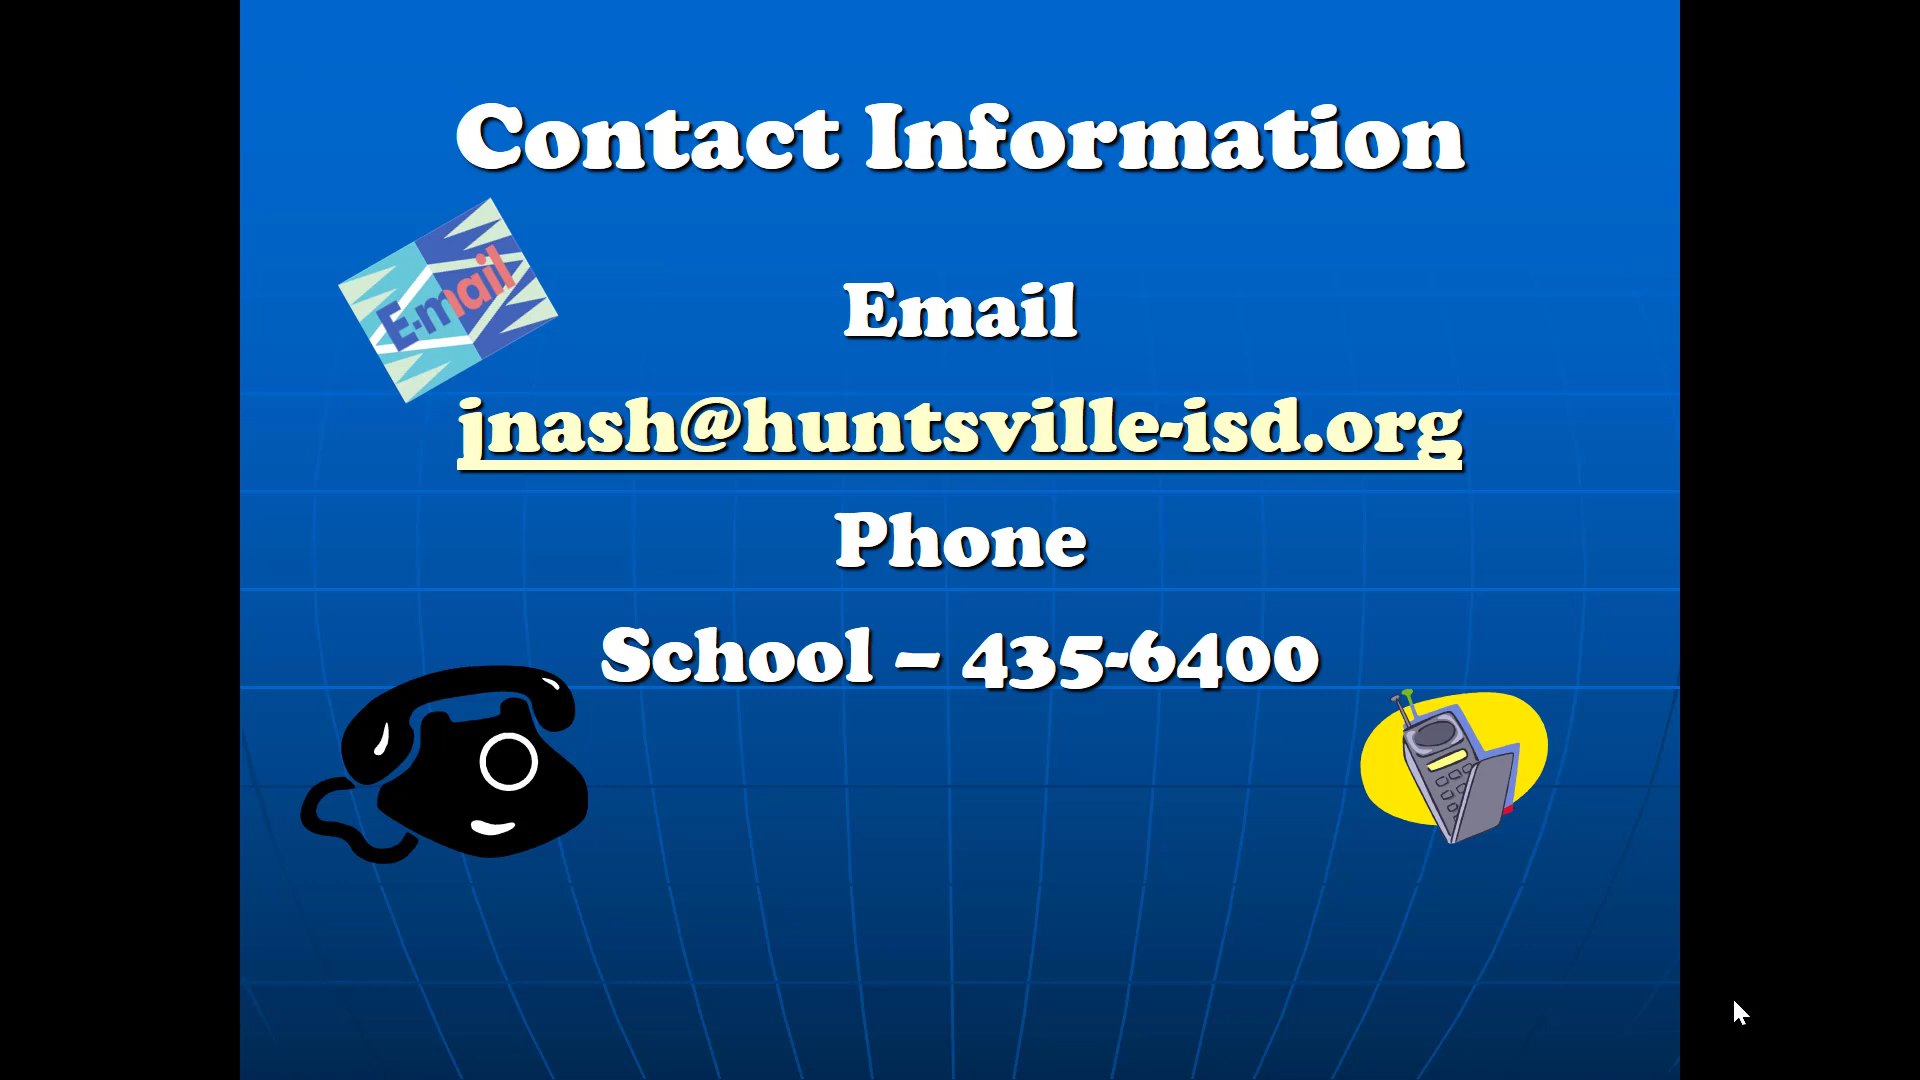 Contact Information
E-mail
Email
jnash@huntsville-isd.org
Phone
School – 435-6400